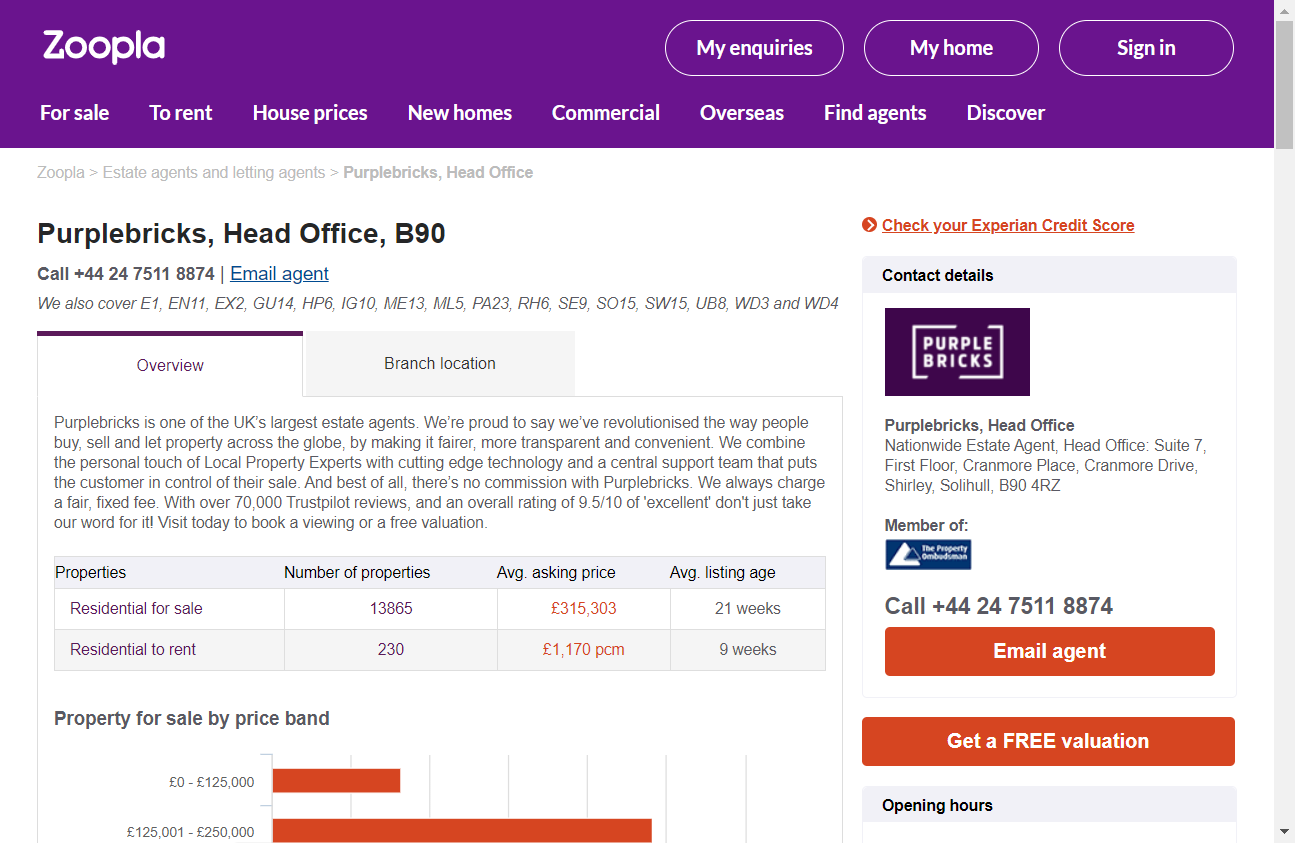 Zoopla
My enquiries
My home
Sign in
For sale
To rent
House prices
New homes
Commercial
Overseas
Find agents
Discover
Zoopla > Estate agents and letting agents > Purplebricks, Head Office
Purplebricks, Head Office, B90
Call +44 24 7511 8874 | Email agent
We also cover E1, EN11, EX2, GU14, HP6, IG10, ME13, ML5, PA23, RH6, SE9, SO15, SW15, UB8, WD3 and WD4
Overview
Branch location
Purplebricks is one of the UK’s largest estate agents. We’re proud to say we’ve revolutionised the way people
buy, sell and let property across the globe, by making it fairer, more transparent and convenient. We combine
the personal touch of Local Property Experts with cutting edge technology and a central support team that puts
the customer in control of their sale. And best of all, there’s no commission with Purplebricks. We always charge
a fair, fixed fee. With over 70,000 Trustpilot reviews, and an overall rating of 9.5/10 of 'excellent' don't just take
our word for it! Visit today to book a viewing or a free valuation.
Properties Number of properties Avg. asking price Avg. listing age
Residential for sale 13865 £315,303 21 weeks
Residential to rent 230 £1,170 pcm 9 weeks
Property for sale by price band
£0 - £125,000
£125,001 - £250,000
Check your Experian Credit Score
Contact details
PURPLE
BRICKS
Purplebricks, Head Office
Nationwide Estate Agent, Head Office: Suite 7,
First Floor, Cranmore Place, Cranmore Drive,
Shirley, Solihull, B90 4RZ
Member of:
The Property
Ombudsman
Call +44 24 7511 8874
Email agent
Get a FREE valuation
Opening hours